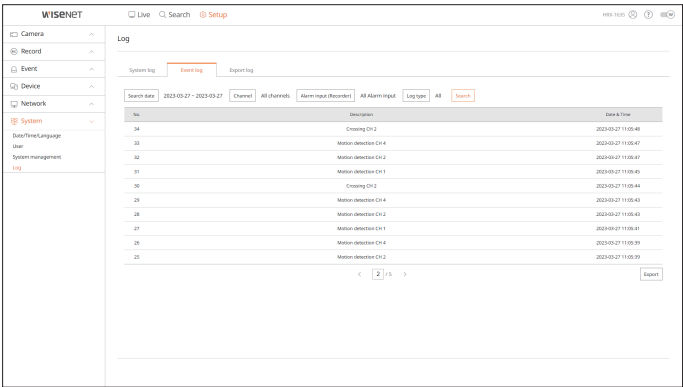 WISENET
Live Search Setup
HRX-1635
Camera
Record
Event
Device
Network
System
Date/Time/Language
User
System management
Log
Log
System log Event log Export log
Search date 2023-03-27 ~ 2023-03-27 Channel All channels Alarm input (Recorder) All Alarm input Log type All Search
No. Description Date & Time
34 Crossing CH 2 2023-03-27 11:05:48
33 Motion detection CH 4 2023-03-27 11:05:47
32 Motion detection CH 2 2023-03-27 11:05:47
31 Motion detection CH 1 2023-03-27 11:05:45
30 Crossing CH 2 2023-03-27 11:05:44
29 Motion detection CH 4 2023-03-27 11:05:43
28 Motion detection CH 2 2023-03-27 11:05:43
27 Motion detection CH 1 2023-03-27 11:05:41
26 Motion detection CH 4 2023-03-27 11:05:39
25 Motion detection CH 2 2023-03-27 11:05:39
< 2 / 5 >
Export